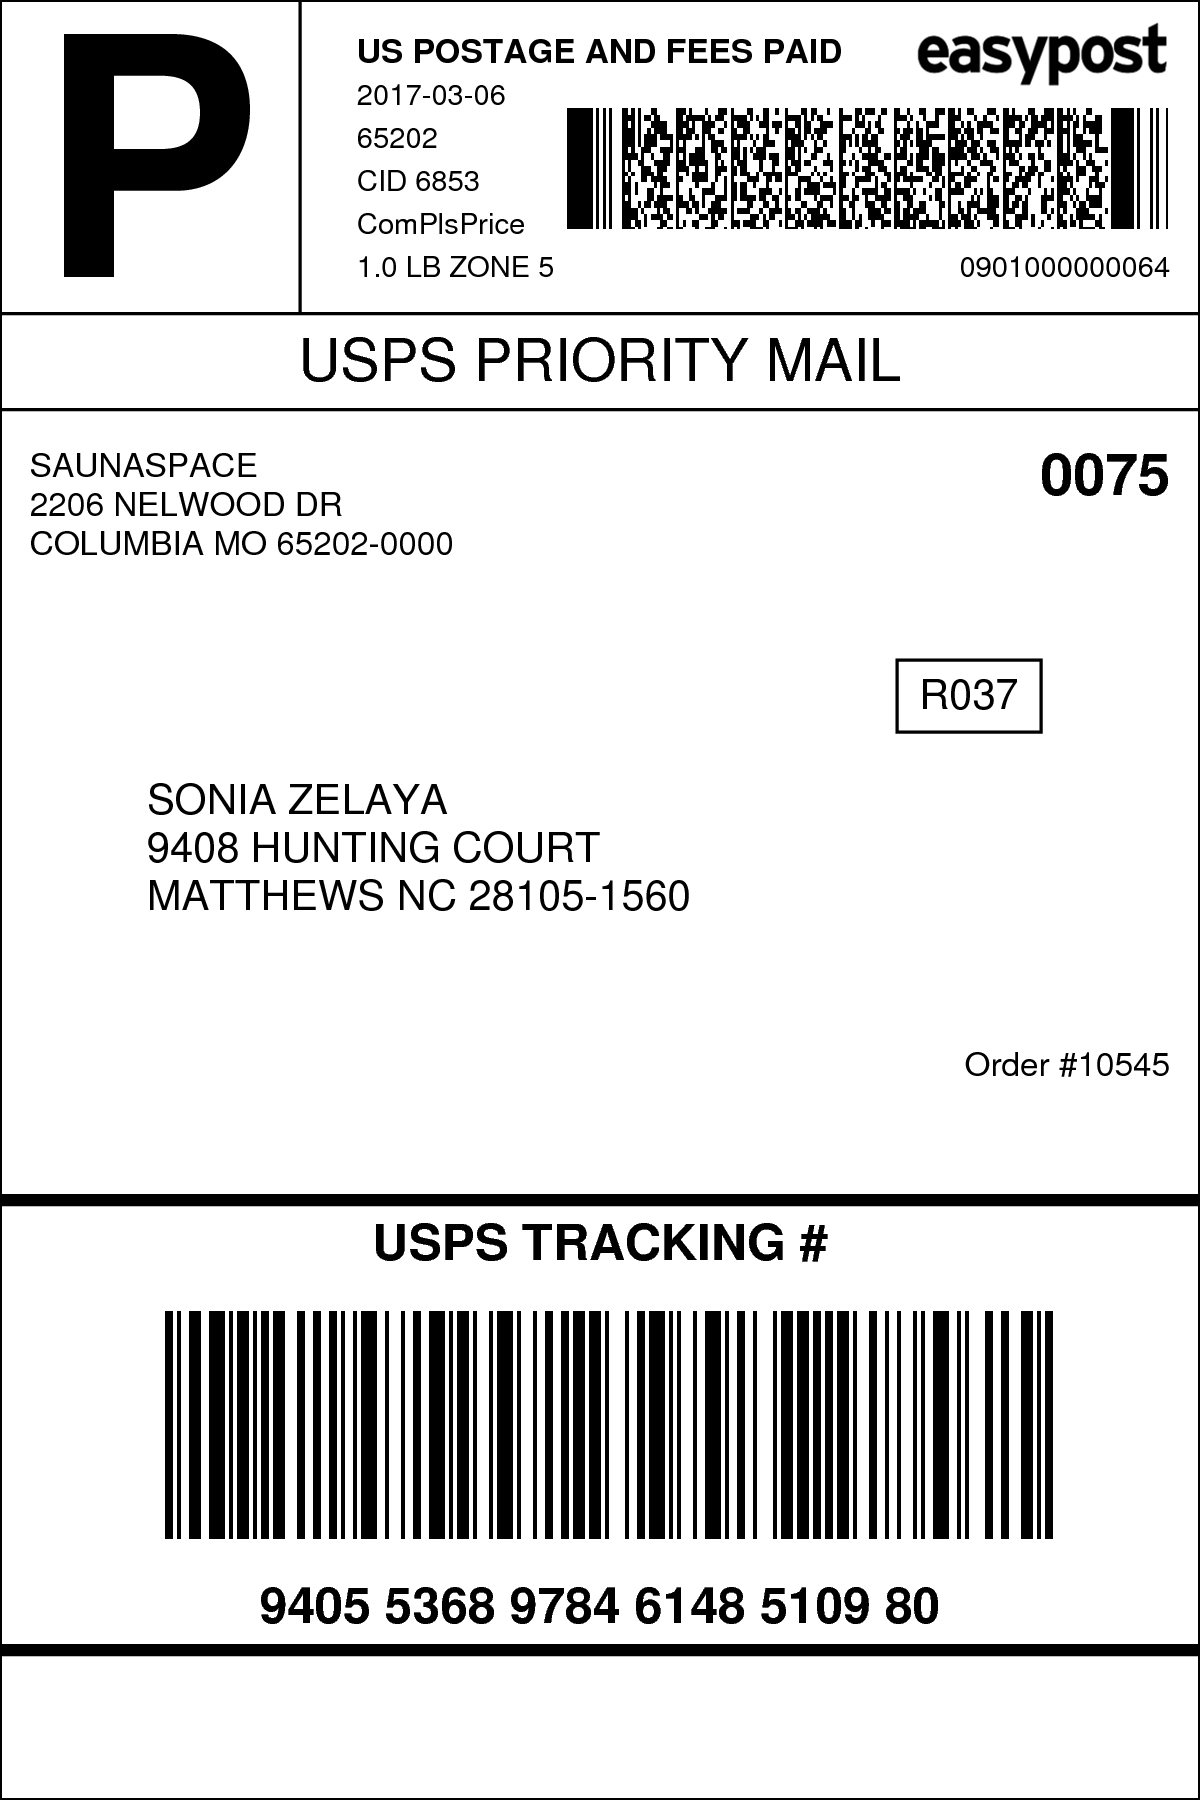 P
US POSTAGE AND FEES PAID
easypost
2017-03-06
65202
CID 6853
ComPlsPrice
1.0 LB ZONE 5
0901000000064
USPS PRIORITY MAIL
SAUNASPACE
2206 NELWOOD DR
COLUMBIA MO 65202-0000
0075
R037
SONIA ZELAYA
9408 HUNTING COURT
MATTHEWS NC 28105-1560
Order #10545
USPS TRACKING #
9405 5368 9784 6148 5109 80